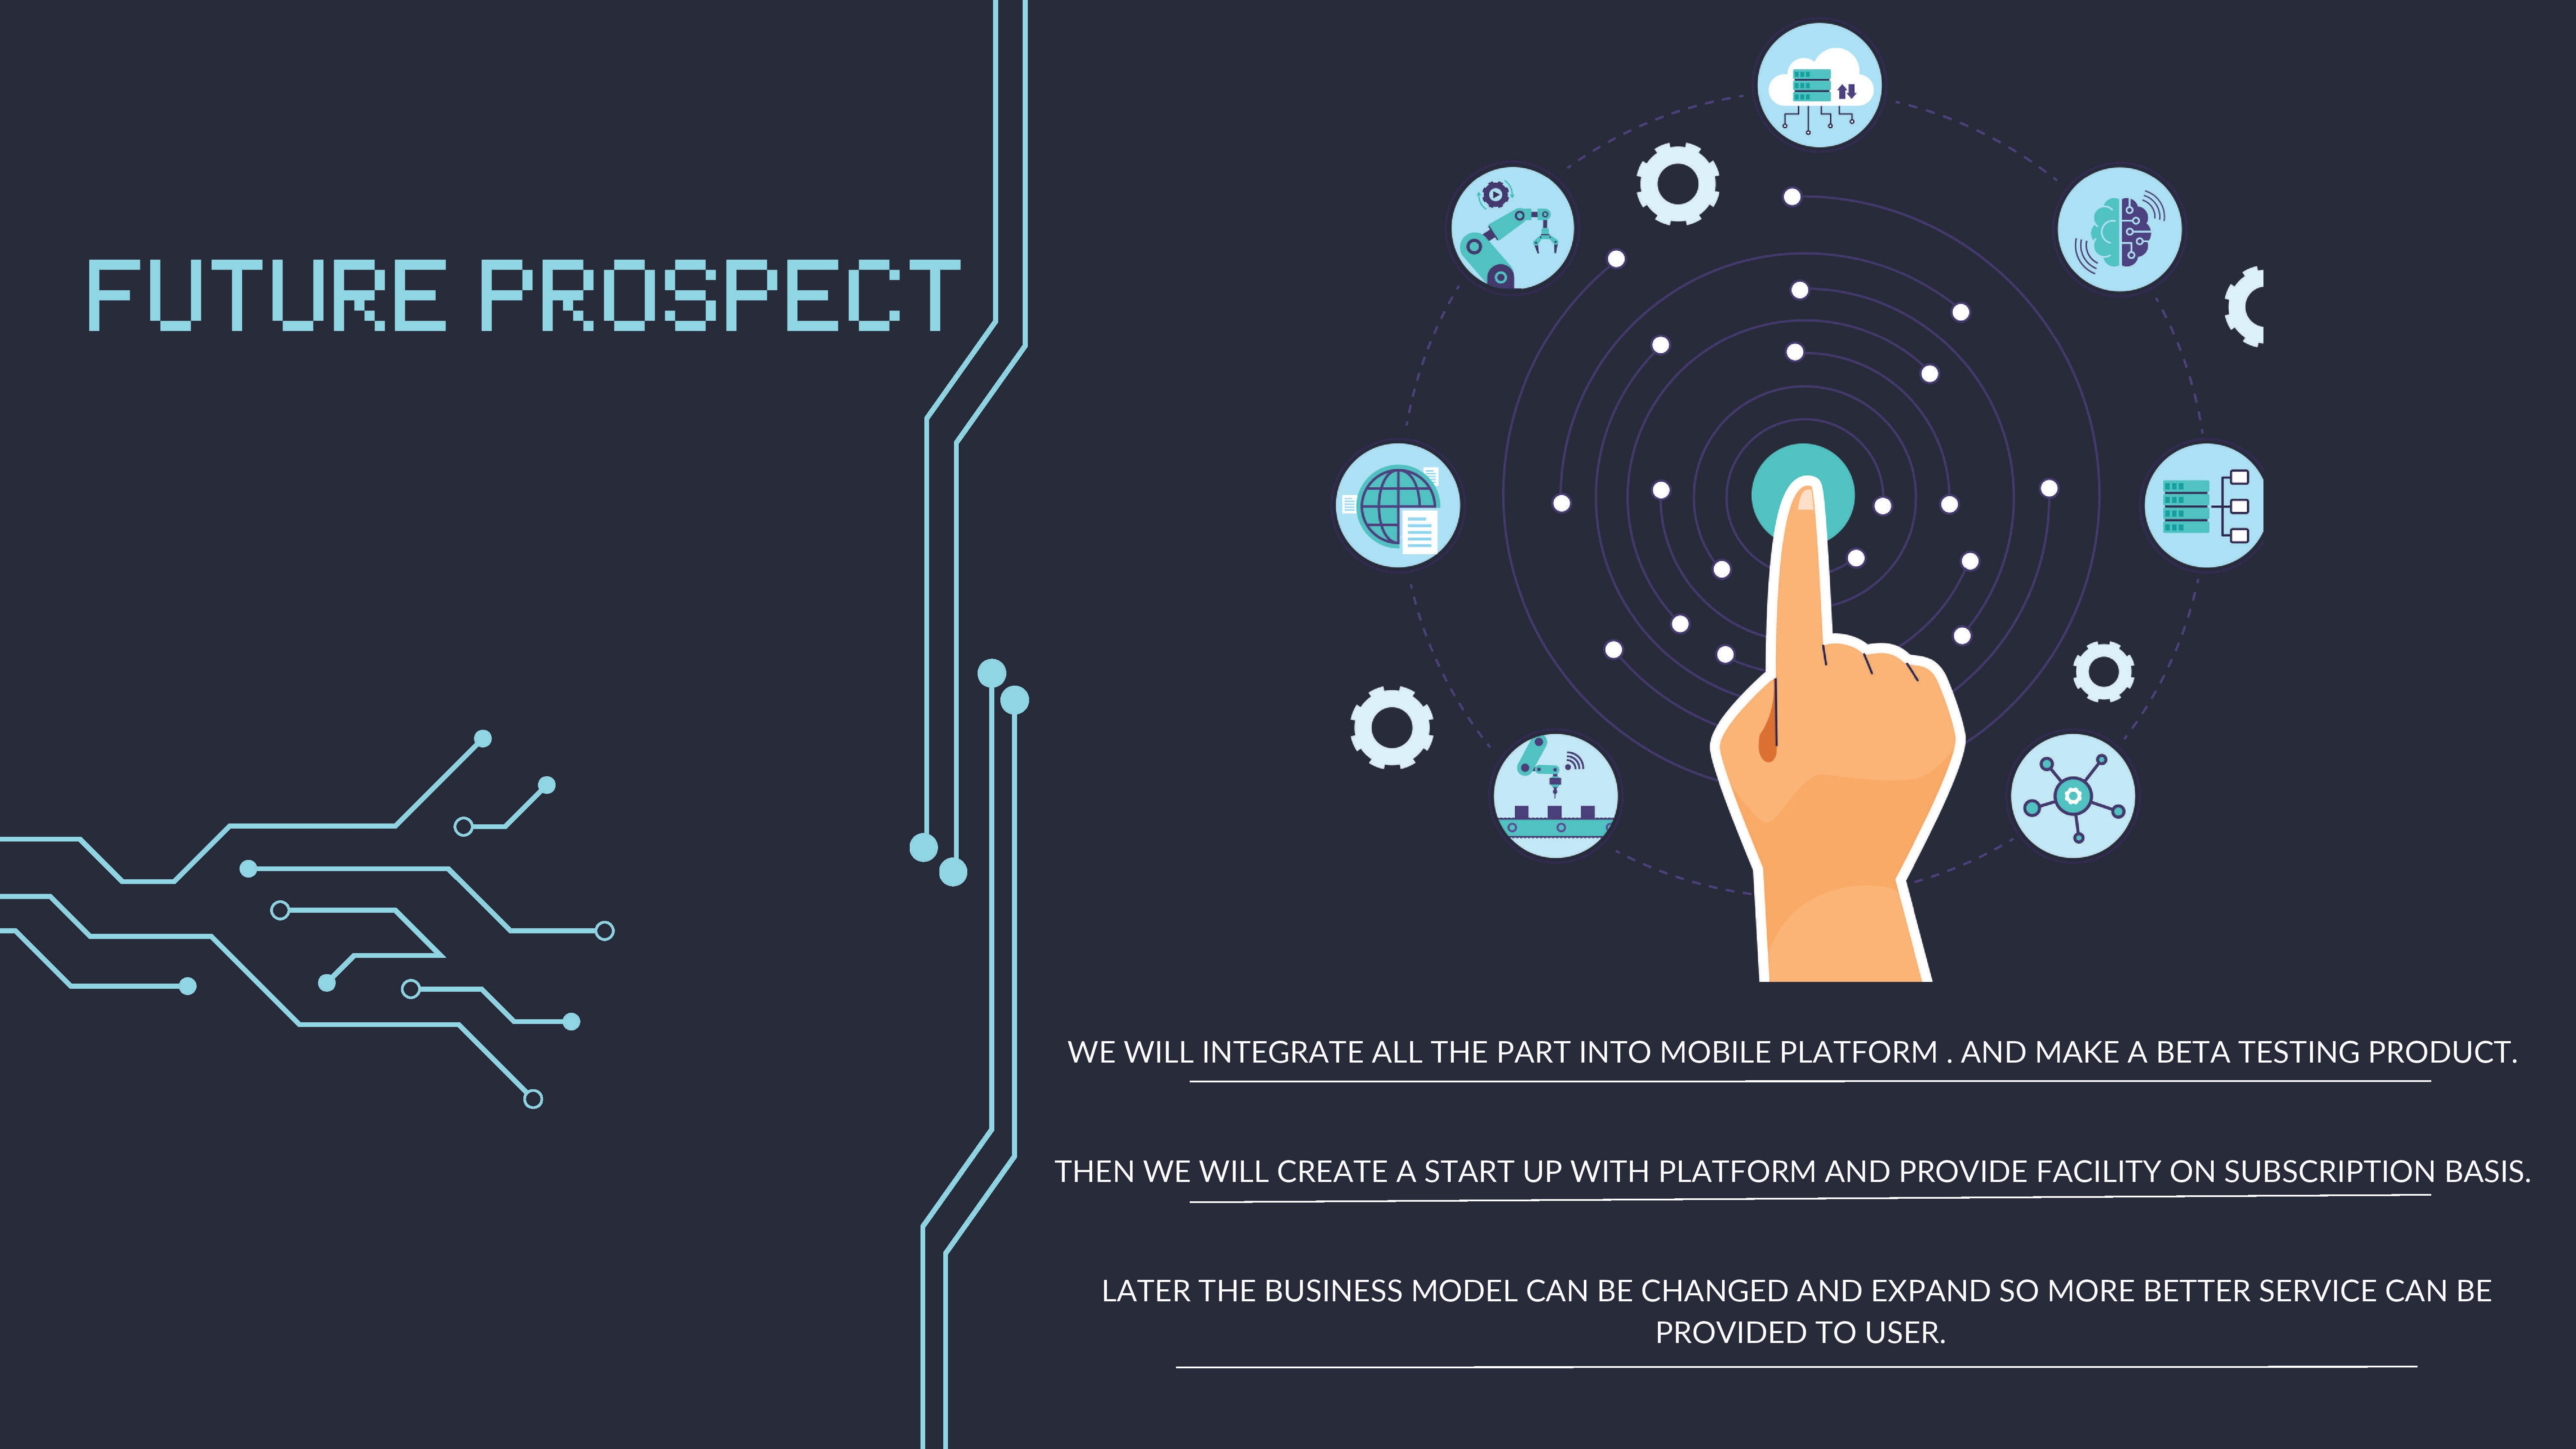 FUTURE PROSPECT
WE WILL INTEGRATE ALL THE PART INTO MOBILE PLATFORM . AND MAKE A BETA TESTING PRODUCT.
THEN WE WILL CREATE A START UP WITH PLATFORM AND PROVIDE FACILITY ON SUBSCRIPTION BASIS.
LATER THE BUSINESS MODEL CAN BE CHANGED AND EXPAND SO MORE BETTER SERVICE CAN BE
PROVIDED TO USER.